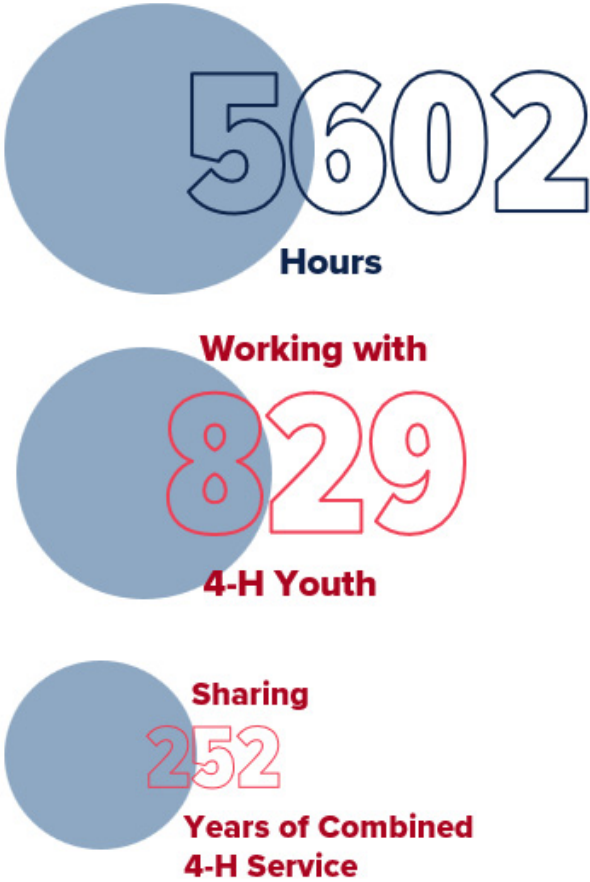 5602
Hours
Working with
829
4-H Youth
Sharing
252
Years of Combined
4-H Service